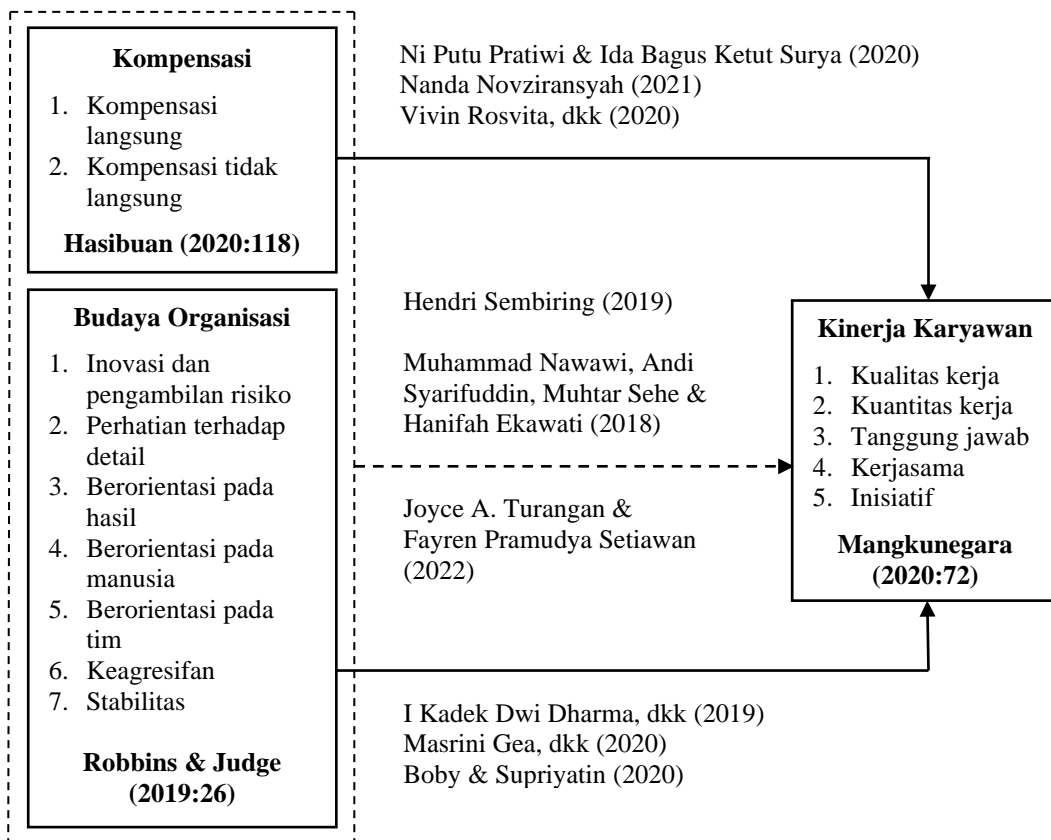 Kompensasi
1. Kompensasi
langsung
2. Kompensasi tidak
langsung
Hasibuan (2020:118)
Ni Putu Pratiwi & Ida Bagus Ketut Surya (2020)
Nanda Novziransyah (2021)
Vivin Rosvita, dkk (2020)
Budaya Organisasi
1. Inovasi dan
pengambilan risiko
2. Perhatian terhadap
detail
3. Berorientasi pada
hasil
4. Berorientasi pada
manusia
5. Berorientasi pada
tim
6. Keagresifan
7. Stabilitas
Robbins & Judge
(2019:26)
Hendri Sembiring (2019)
Muhammad Nawawi, Andi
Syarifuddin, Muhtar Sehe &
Hanifah Ekawati (2018)
Joyce A. Turangan &
Fayren Pramudya Setiawan
(2022)
I Kadek Dwi Dharma, dkk (2019)
Masrini Gea, dkk (2020)
Boby & Supriyatin (2020)
Kinerja Karyawan
1. Kualitas kerja
2. Kuantitas kerja
3. Tanggung jawab
4. Kerjasama
5. Inisiatif
Mangkunegara
(2020:72)